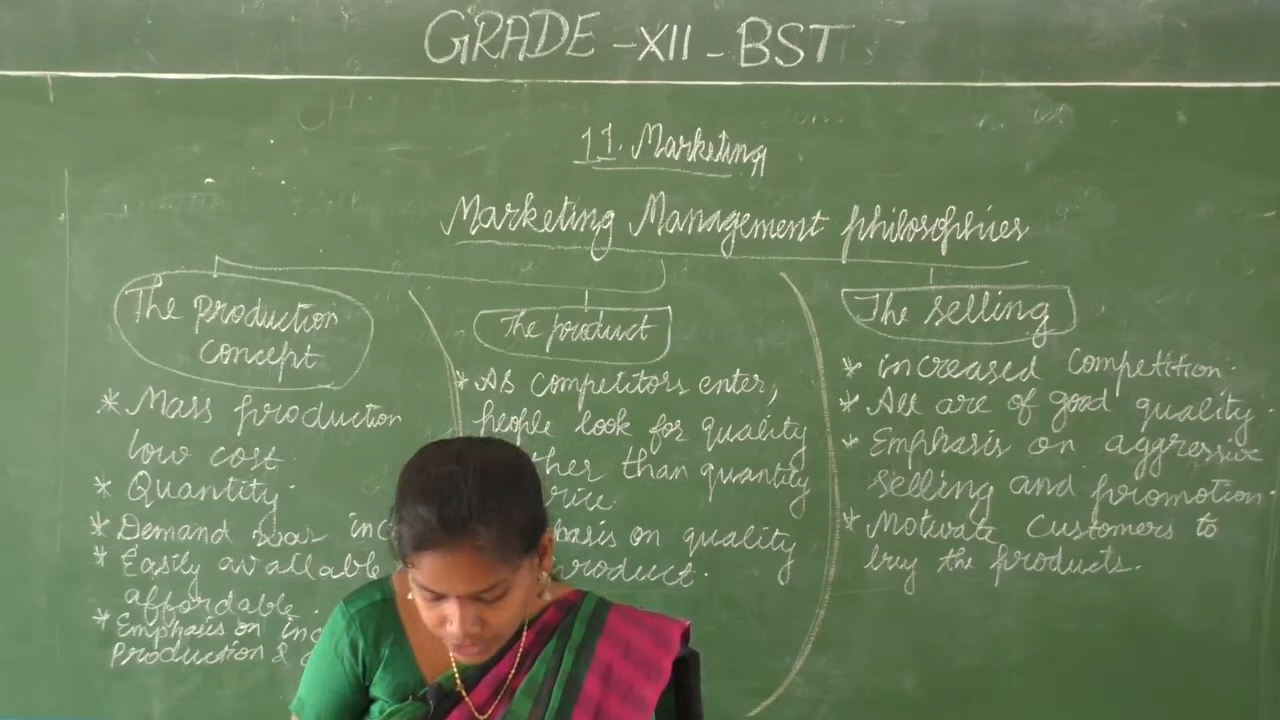 GRADE - XII - BST
11. Marketing
Marketing Management philosophies
The production
concept
* Mass production
low cost.
* Quantity.
* Demand was
* Easily available
affordable.
* Emphasis on
Production &
The product
* As competitors enter,
people look for quality
than quantity
on quality
product.
The selling
* increased Competition.
* All are of good quality.
* Emphasis on aggressive
selling and promotion.
* Motivate Customers to
buy the products.